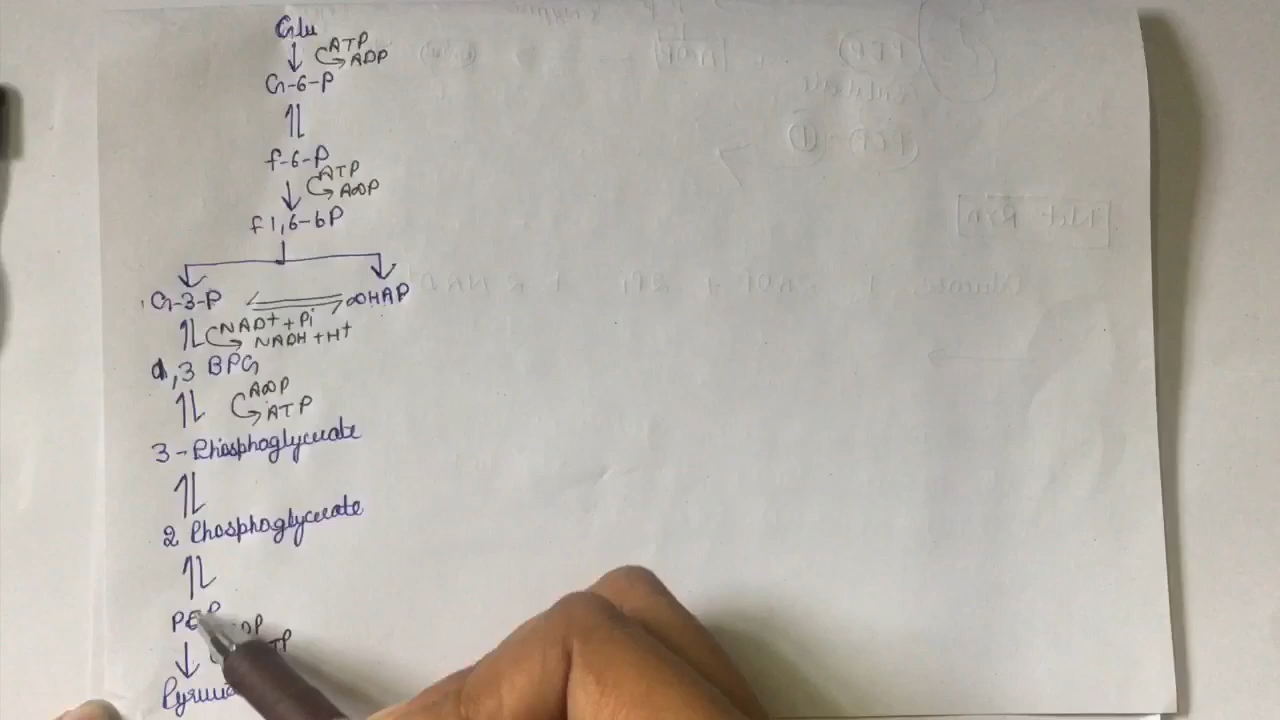 Glu
ATP
ADP
G-6-P
f-6-P
ATP
ADP
f1,6-bP
G-3-P
DHAP
NAD+ + Pi
NADH + H+
1,3 BPG
ADP
ATP
3-Phosphoglycerate
2 Phosphoglycerate
PEP